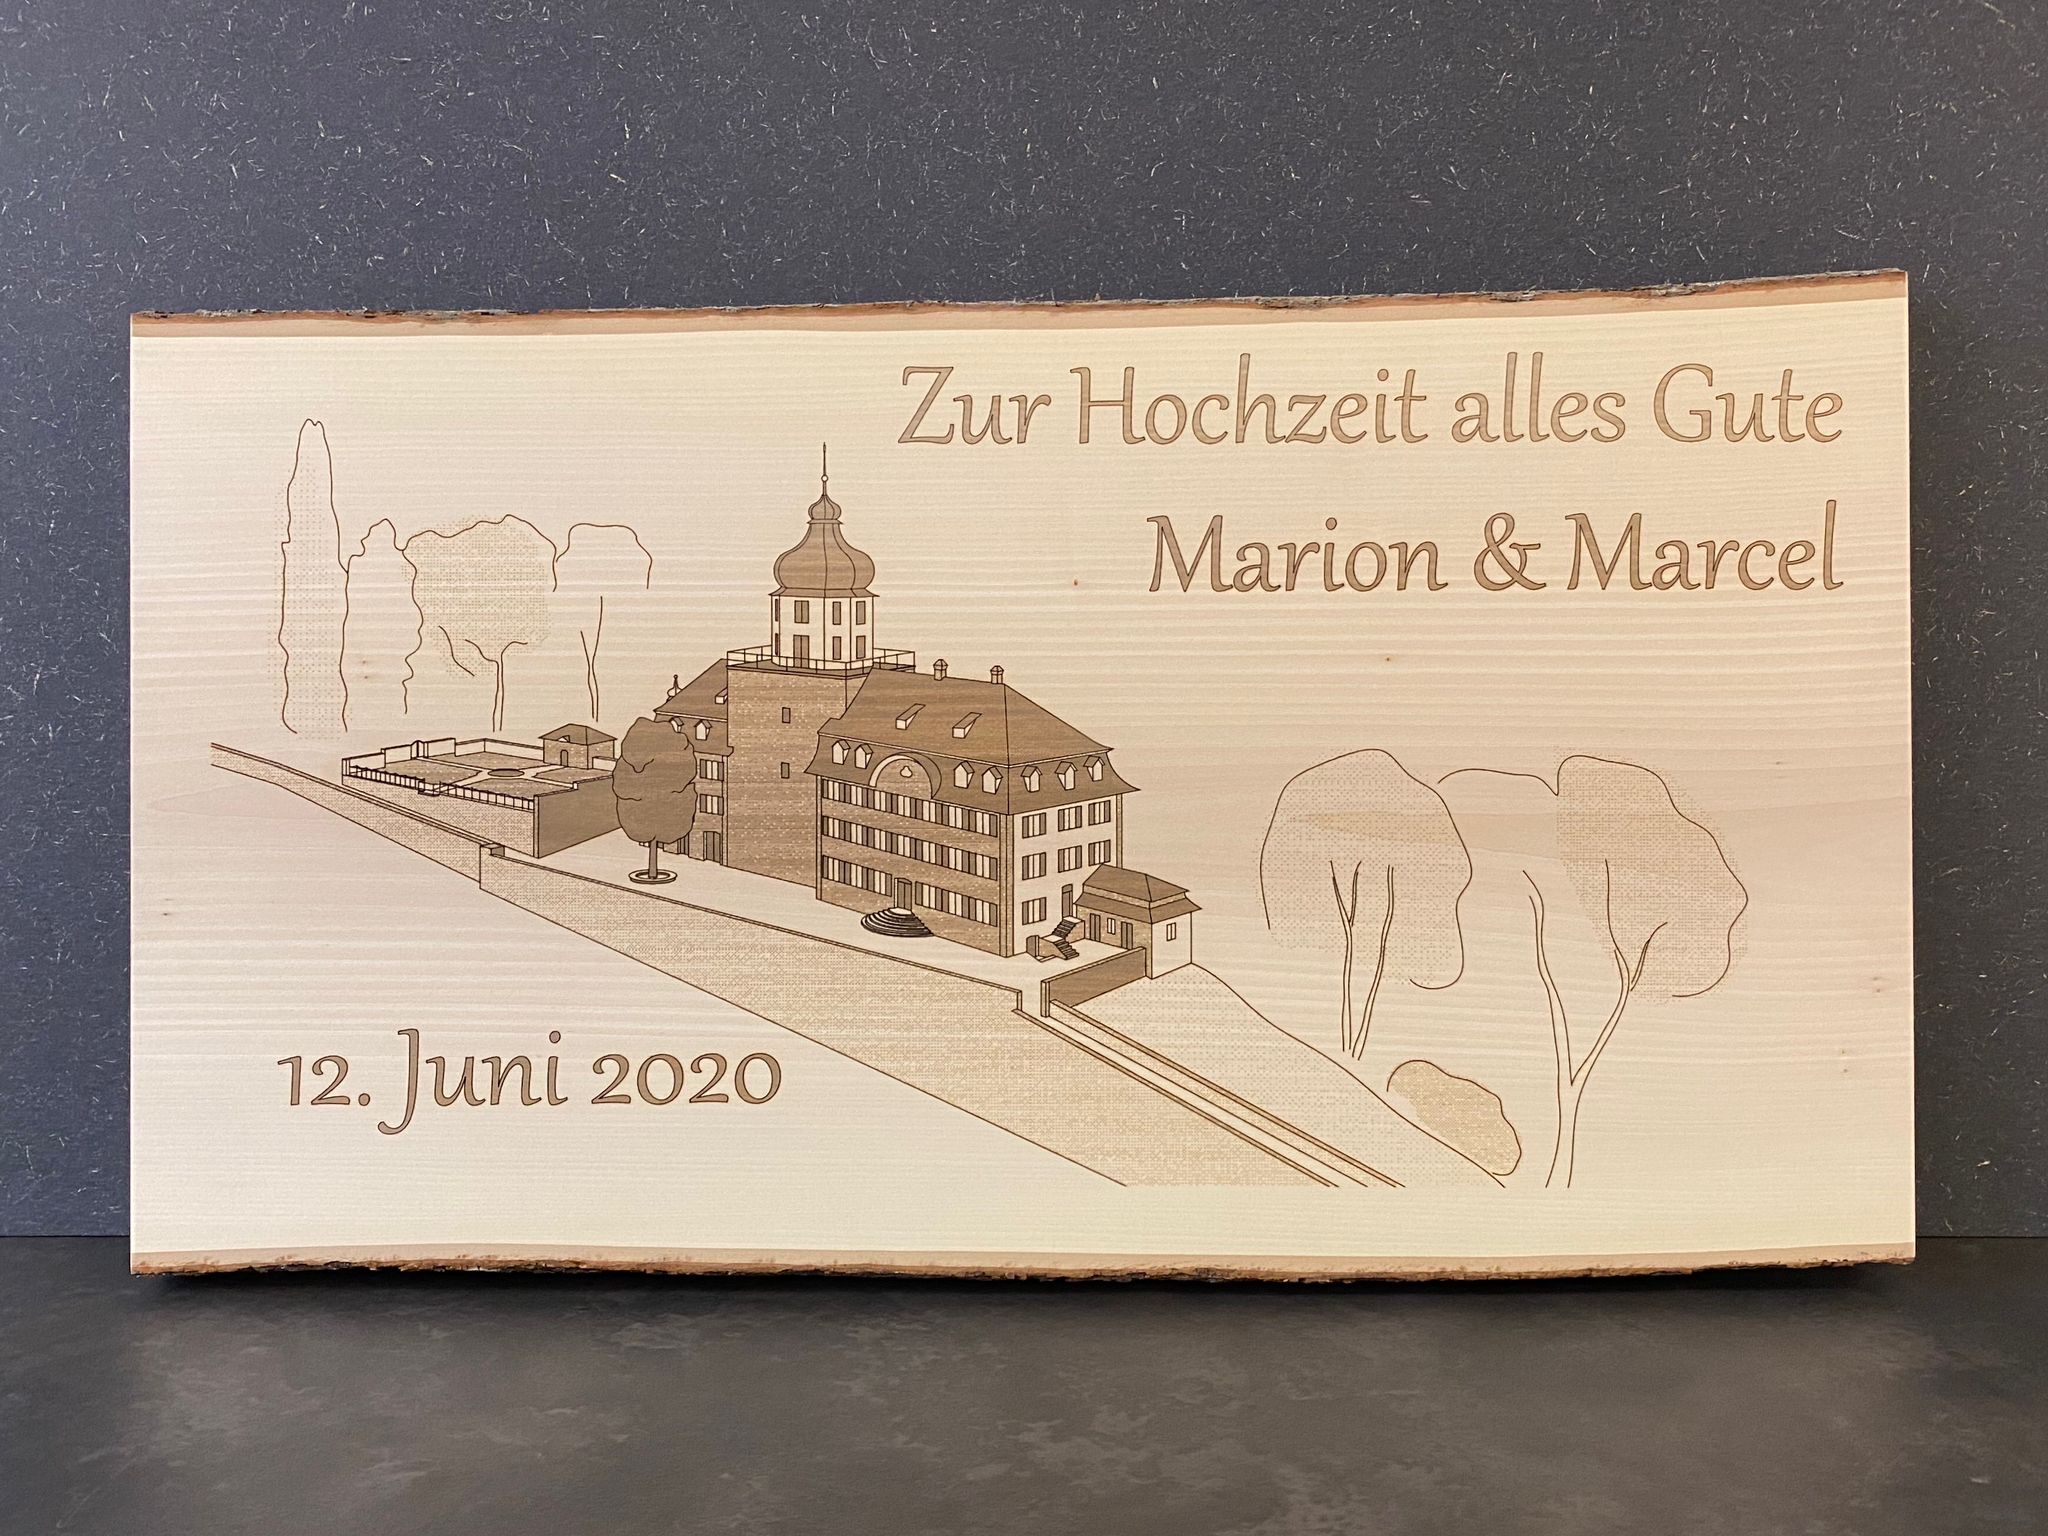 Zur Hochzeit alles Gute
Marion & Marcel
12. Juni 2020